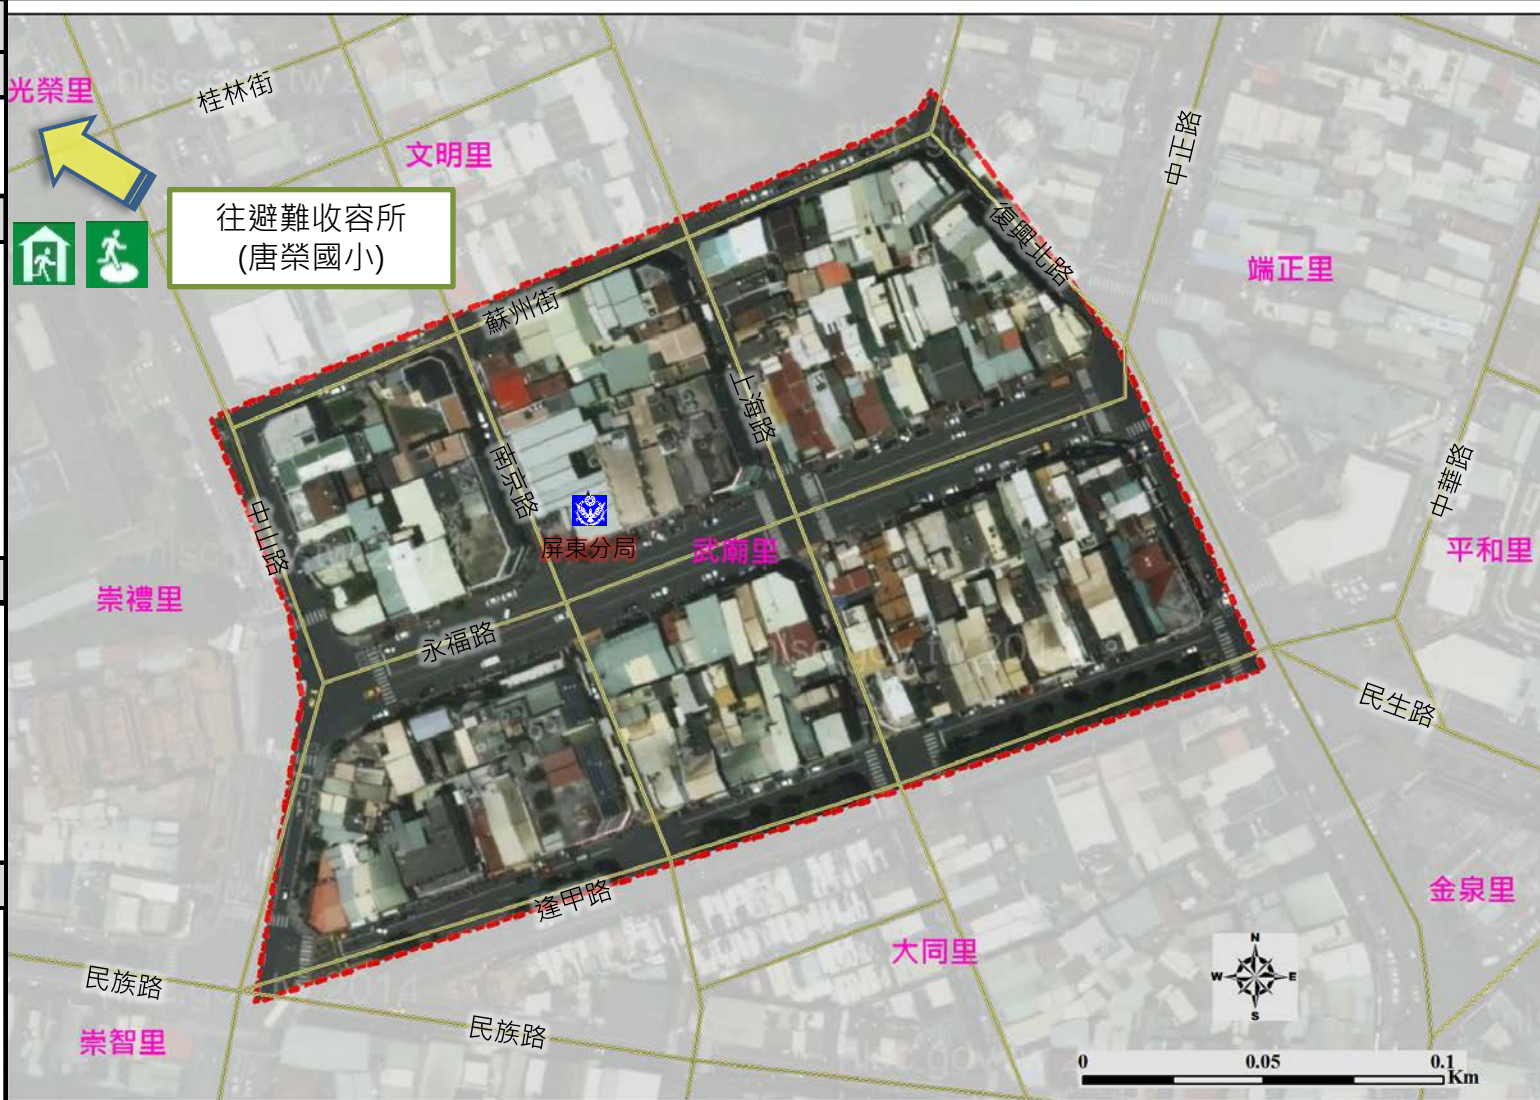 光榮里
桂林街
文明里
中正路
往避難收容所
(唐榮國小)
復興北路
端正里
蘇州街
上海路
南京路
中山路
中華路
屏東分局
武廟里
平和里
崇禮里
永福路
民生路
逢甲路
金泉里
大同里
民族路
民族路
崇智里
N
W
E
S
0
0.05
0.1
Km